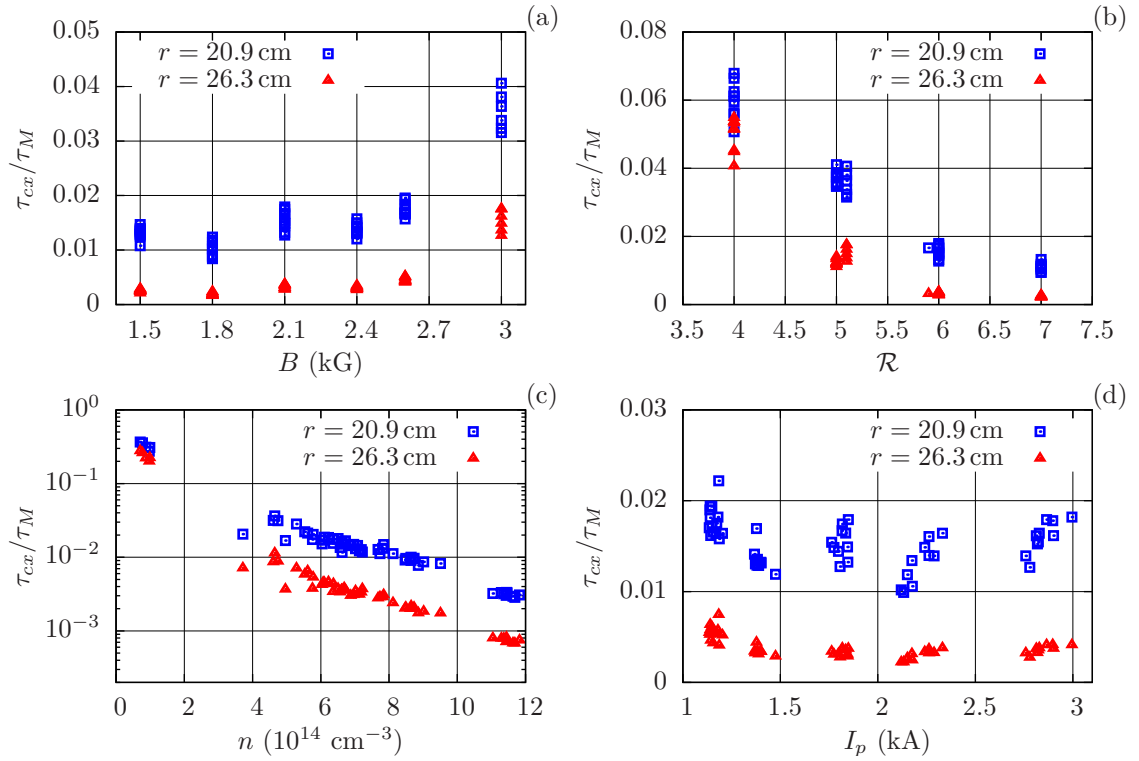 (a)
0.05
0.04
0.03
0.02
0.01
0
τcx/τM
r = 20.9 cm
r = 26.3 cm
1.5 1.8 2.1 2.4 2.7 3
B (kG)
(b)
0.08
0.06
0.04
0.02
0
τcx/τM
r = 20.9 cm
r = 26.3 cm
3.5 4 4.5 5 5.5 6 6.5 7 7.5
ℛ
(c)
10⁰
10⁻¹
10⁻²
10⁻³
τcx/τM
r = 20.9 cm
r = 26.3 cm
0 2 4 6 8 10 12
n (10¹⁴ cm⁻³)
(d)
0.03
0.02
0.01
0
τcx/τM
r = 20.9 cm
r = 26.3 cm
1 1.5 2 2.5 3
Ip (kA)